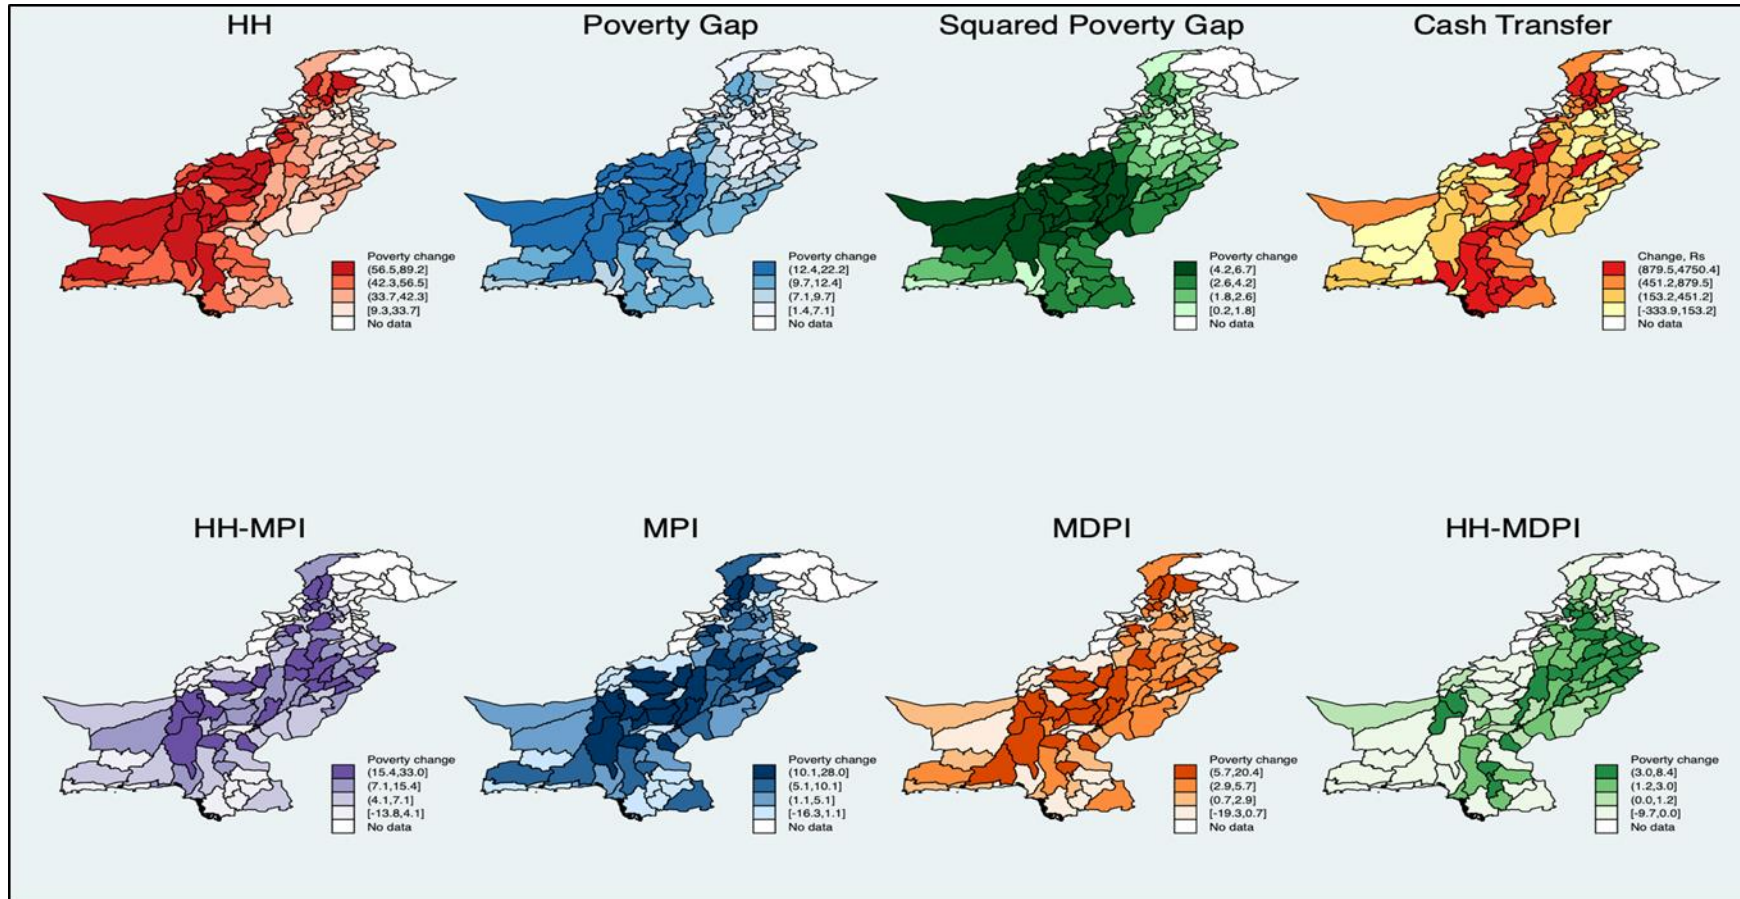 HH
Poverty change
(56.5,89.2]
(42.3,56.5]
(33.7,42.3]
[9.3,33.7]
No data
Poverty Gap
Poverty change
(12.4,22.2]
(9.7,12.4]
(7.1,9.7]
[1.4,7.1]
No data
Squared Poverty Gap
Poverty change
(4.2,6.7]
(2.6,4.2]
(1.8,2.6]
[0.2,1.8]
No data
Cash Transfer
Change, Rs
(879.5,4750.4]
(451.2,879.5]
(153.2,451.2]
[-333.9,153.2]
No data
HH-MPI
Poverty change
(15.4,33.0]
(7.1,15.4]
(4.1,7.1]
[-13.8,4.1]
No data
MPI
Poverty change
(10.1,28.0]
(5.1,10.1]
(1.1,5.1]
[-16.3,1.1]
No data
MDPI
Poverty change
(5.7,20.4]
(2.9,5.7]
(0.7,2.9]
[-19.3,0.7]
No data
HH-MDPI
Poverty change
(3.0,8.4]
(1.2,3.0]
(0.0,1.2]
[-9.7,0.0]
No data